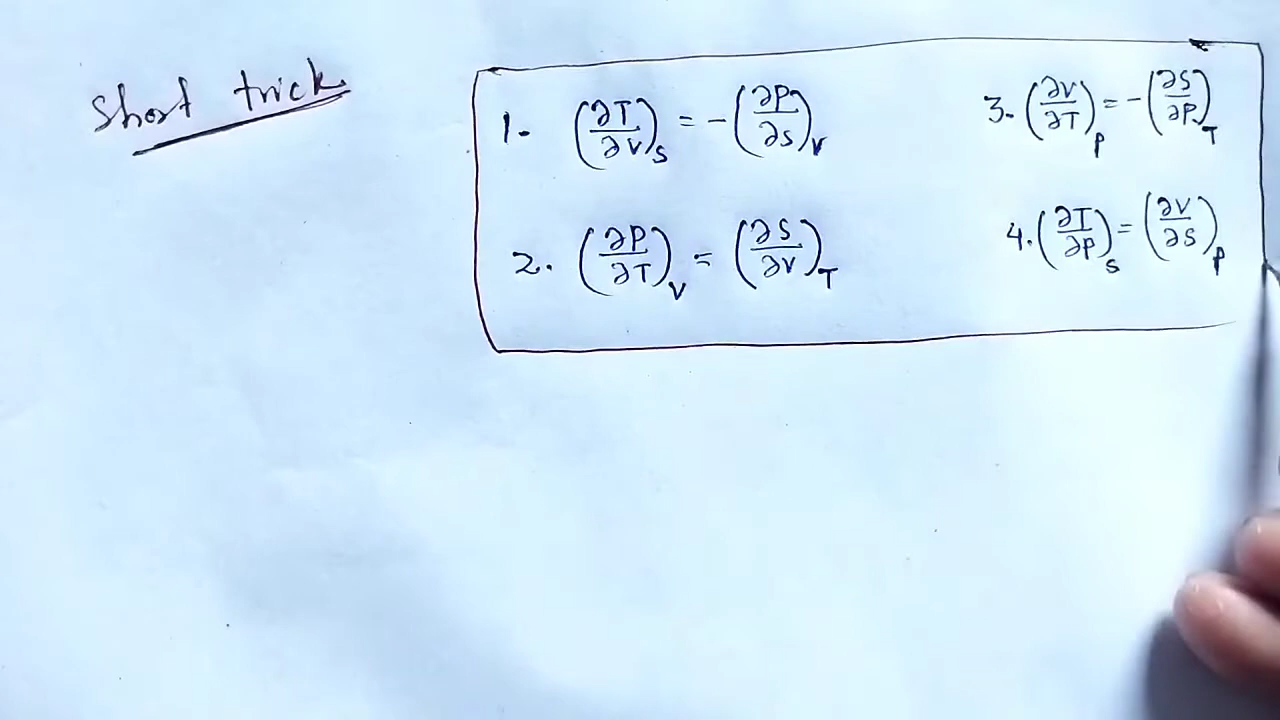 Short trick
1. (∂T/∂V)_S = -(∂P/∂S)_V
2. (∂P/∂T)_V = (∂S/∂V)_T
3. (∂V/∂T)_P = -(∂S/∂P)_T
4. (∂T/∂P)_S = (∂V/∂S)_P